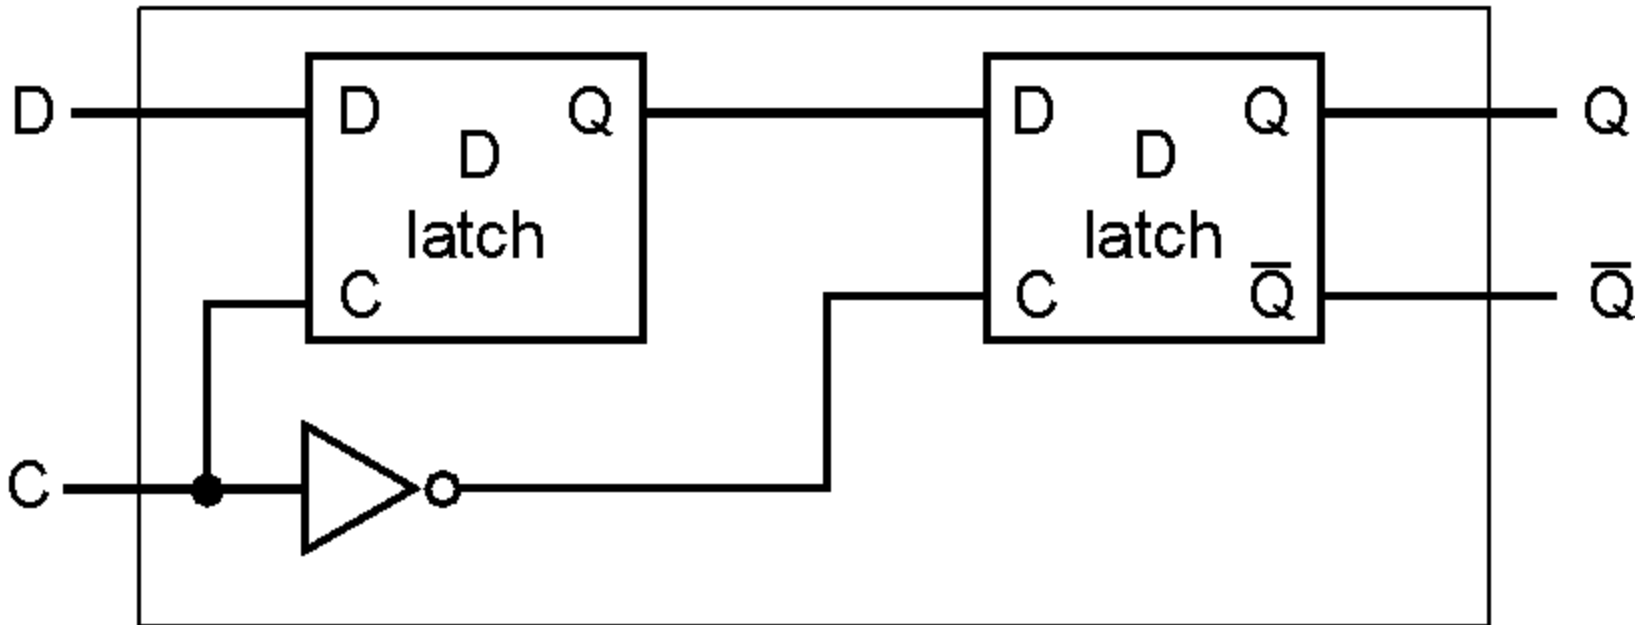 D D Q D Q Q
D D
latch latch
C C Q̅ Q̅
C